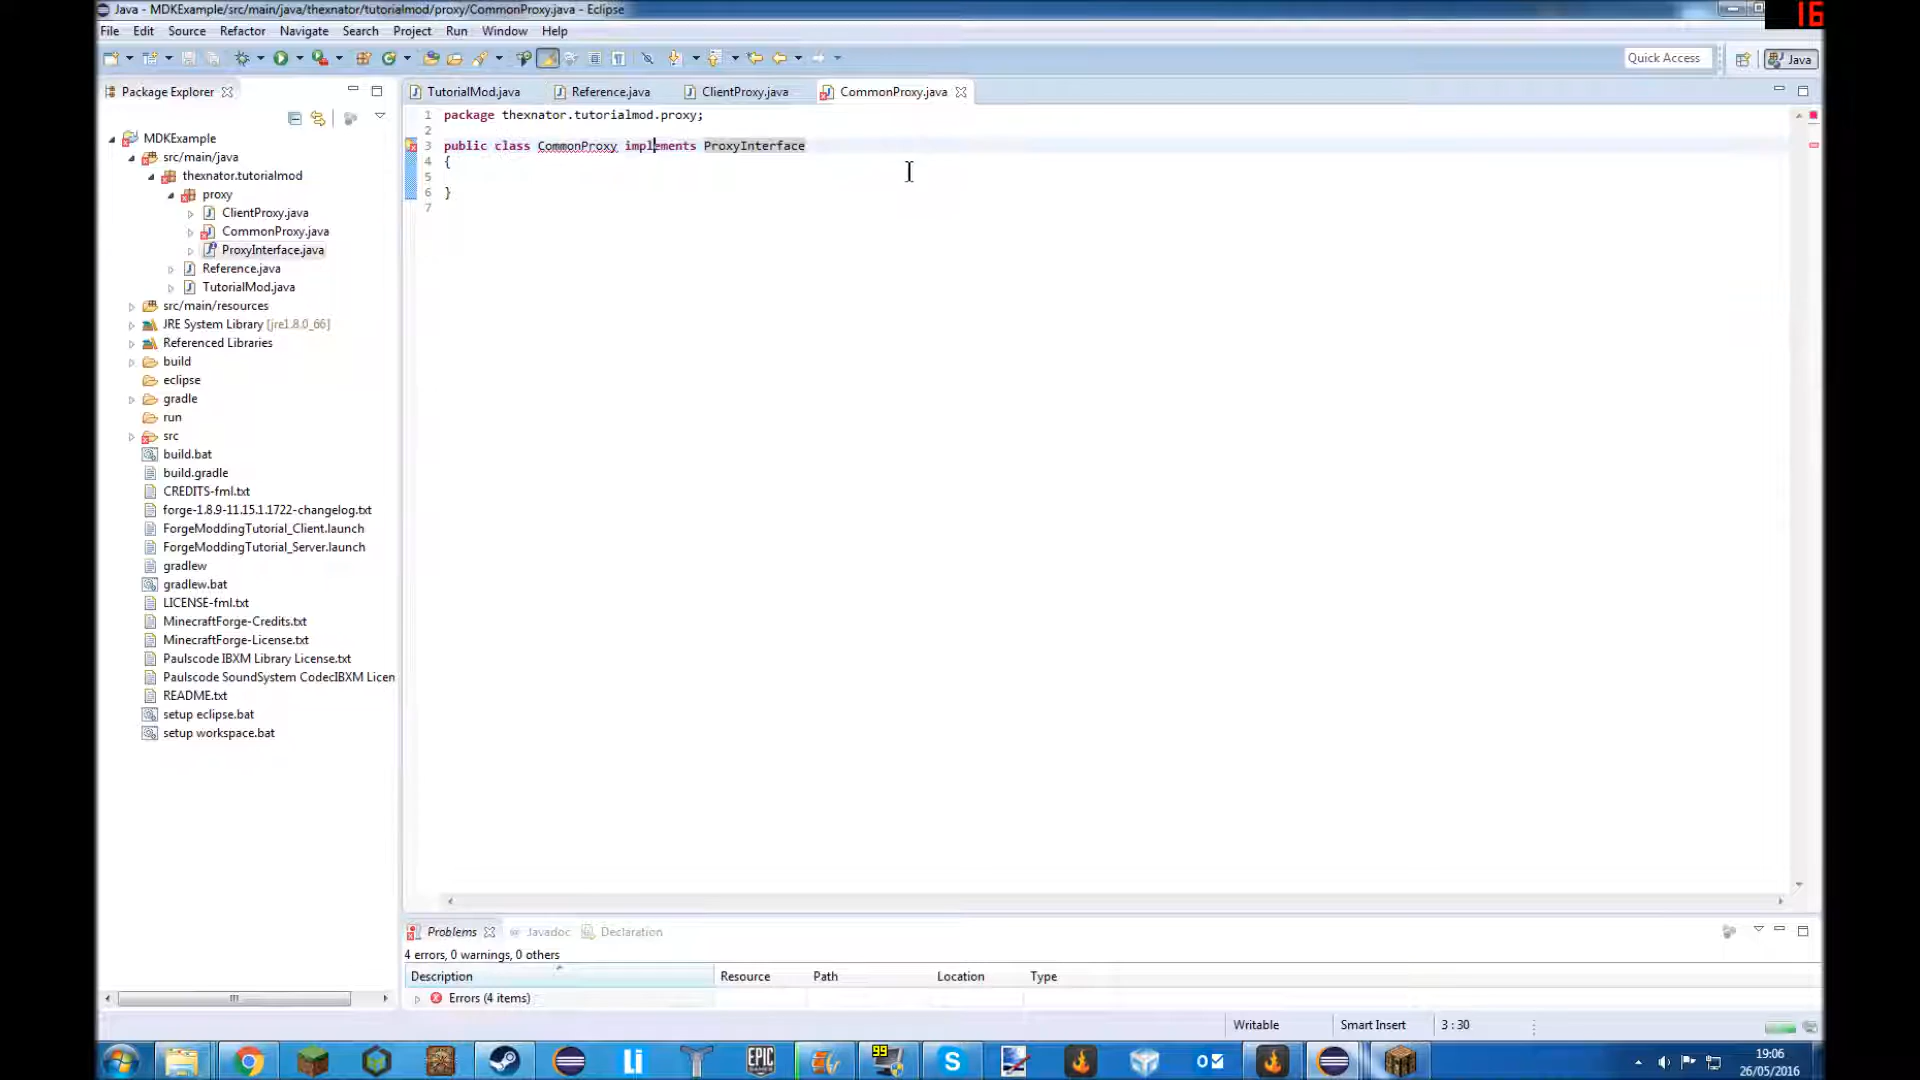 Java - MDKExample/src/main/java/thexnator/tutorialmod/proxy/CommonProxy.java - Eclipse
16
File Edit Source Refactor Navigate Search Project Run Window Help
Quick Access
Java
Package Explorer
TutorialMod.java
Reference.java
ClientProxy.java
CommonProxy.java
MDKExample
src/main/java
thexnator.tutorialmod
proxy
ClientProxy.java
CommonProxy.java
ProxyInterface.java
Reference.java
TutorialMod.java
src/main/resources
JRE System Library [jre1.8.0_66]
Referenced Libraries
build
eclipse
gradle
run
src
build.bat
build.gradle
CREDITS-fml.txt
forge-1.8.9-11.15.1.1722-changelog.txt
ForgeModdingTutorial_Client.launch
ForgeModdingTutorial_Server.launch
gradlew
gradlew.bat
LICENSE-fml.txt
MinecraftForge-Credits.txt
MinecraftForge-License.txt
Paulscode IBXM Library License.txt
Paulscode SoundSystem CodecIBXM Licen
README.txt
setup eclipse.bat
setup workspace.bat
1 package thexnator.tutorialmod.proxy;
2
3 public class CommonProxy implements ProxyInterface
4 {
5
6 }
7
Problems
Javadoc
Declaration
4 errors, 0 warnings, 0 others
Description Resource Path Location Type
Errors (4 items)
Writable
Smart Insert
3 : 30
Li
EPIC
GAMES
99
S
19:06
26/05/2016